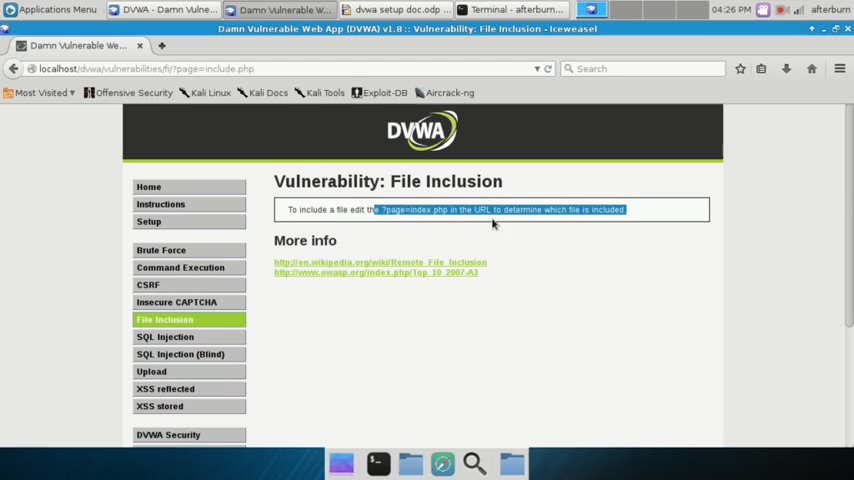 Applications Menu
DVWA - Damn Vulne...
Damn Vulnerable W...
dvwa setup doc.odp ...
Terminal - afterburn...
04:26 PM
afterburn
Damn Vulnerable Web App (DVWA) v1.8 :: Vulnerability: File Inclusion - Iceweasel
Damn Vulnerable We...
localhost/dvwa/vulnerabilities/fi/?page=include.php
Search
Most Visited
Offensive Security
Kali Linux
Kali Docs
Kali Tools
Exploit-DB
Aircrack-ng
DVWA
Home
Instructions
Setup
Brute Force
Command Execution
CSRF
Insecure CAPTCHA
File Inclusion
SQL Injection
SQL Injection (Blind)
Upload
XSS reflected
XSS stored
DVWA Security
Vulnerability: File Inclusion
To include a file edit the ?page=index.php in the URL to determine which file is included.
More info
http://en.wikipedia.org/wiki/Remote_File_Inclusion
http://www.owasp.org/index.php/Top_10_2007-A3